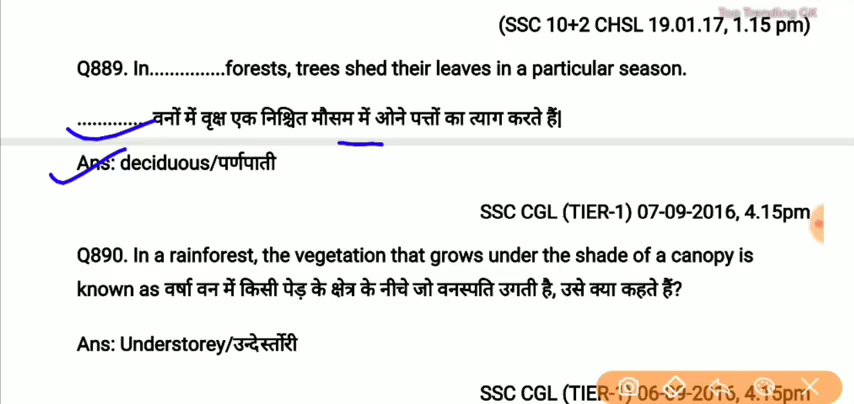 Top Trending GK
(SSC 10+2 CHSL 19.01.17, 1.15 pm)
Q889. In...............forests, trees shed their leaves in a particular season.
.............. वनों में वृक्ष एक निश्चित मौसम में ओने पत्तों का त्याग करते हैं|
Ans: deciduous/पर्णपाती
SSC CGL (TIER-1) 07-09-2016, 4.15pm
Q890. In a rainforest, the vegetation that grows under the shade of a canopy is
known as वर्षा वन में किसी पेड़ के क्षेत्र के नीचे जो वनस्पति उगती है, उसे क्या कहते हैं?
Ans: Understorey/उन्देर्स्तोरी
SSC CGL (TIER-1) 06-09-2016, 4.15pm